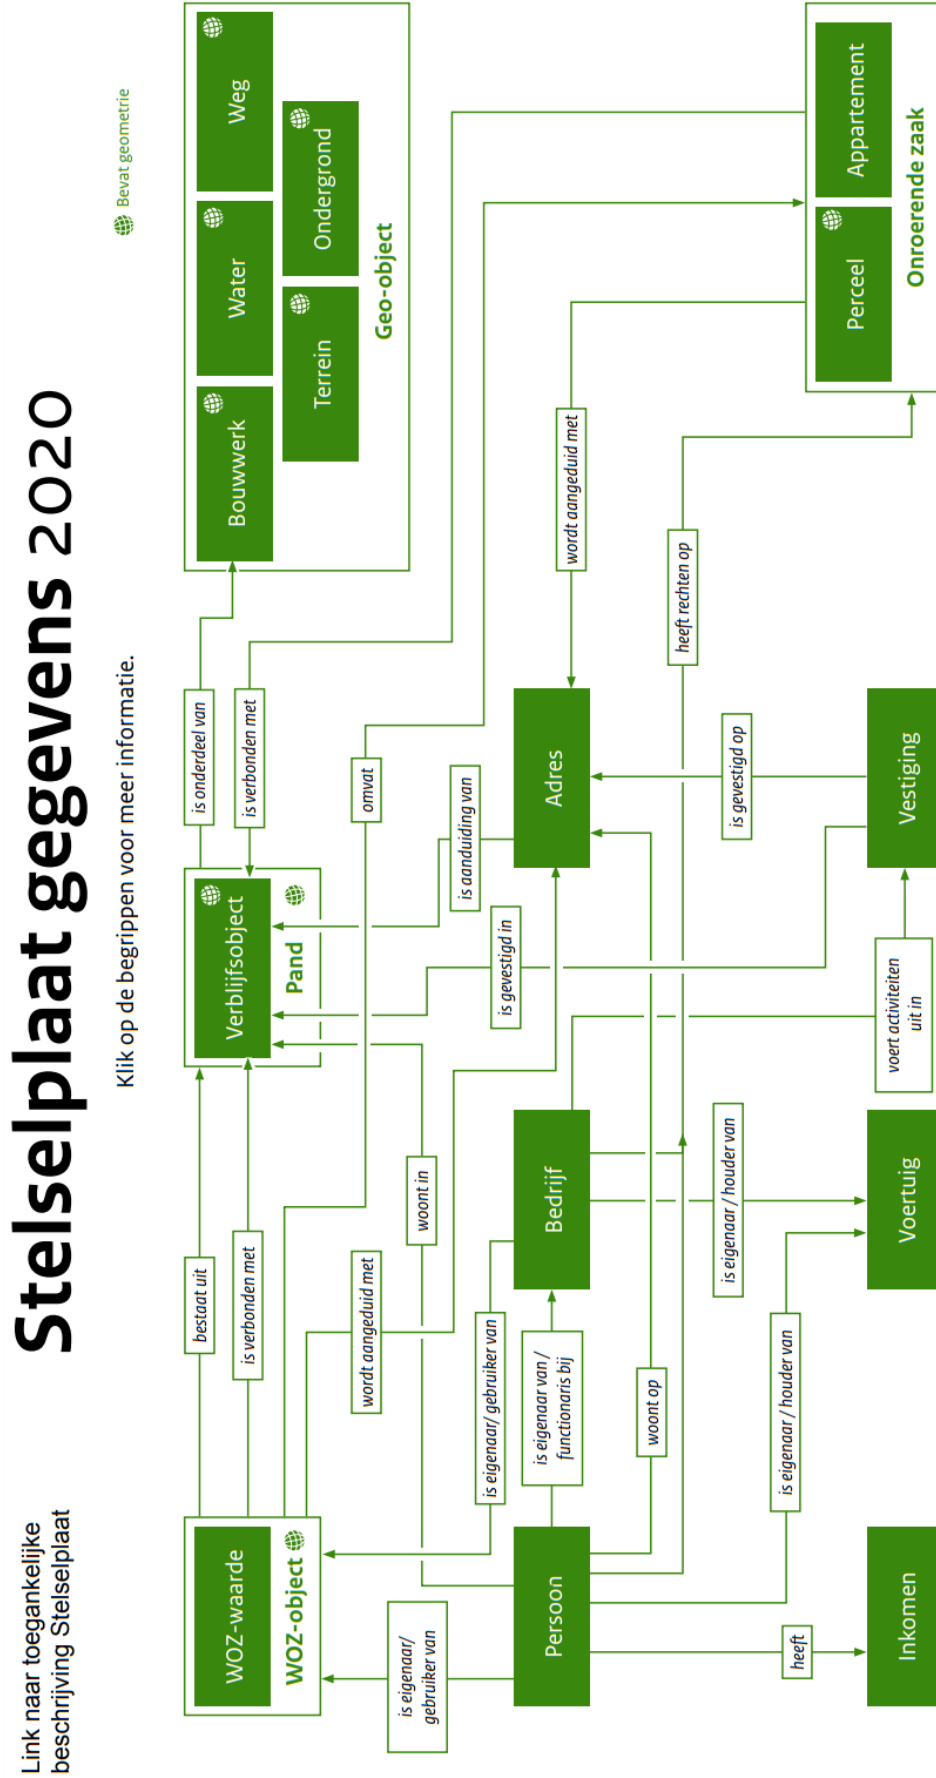 Link naar toegankelijke
beschrijving Stelselplaat
Stelselplaat gegevens 2020
Klik op de begrippen voor meer informatie.
Bevat geometrie
WOZ-waarde
WOZ-object
bestaat uit
is verbonden met
Verblijfsobject
Pand
is onderdeel van
is verbonden met
Bouwwerk
Water
Weg
Terrein
Ondergrond
Geo-object
is eigenaar/
gebruiker van
wordt aangeduid met
woont in
omvat
is eigenaar/ gebruiker van
is gevestigd in
is aanduiding van
Persoon
is eigenaar van /
functionaris bij
Bedrijf
Adres
wordt aangeduid met
woont op
heeft rechten op
heeft
is eigenaar / houder van
is eigenaar / houder van
is gevestigd op
Inkomen
Voertuig
voert activiteiten
uit in
Vestiging
Perceel
Appartement
Onroerende zaak